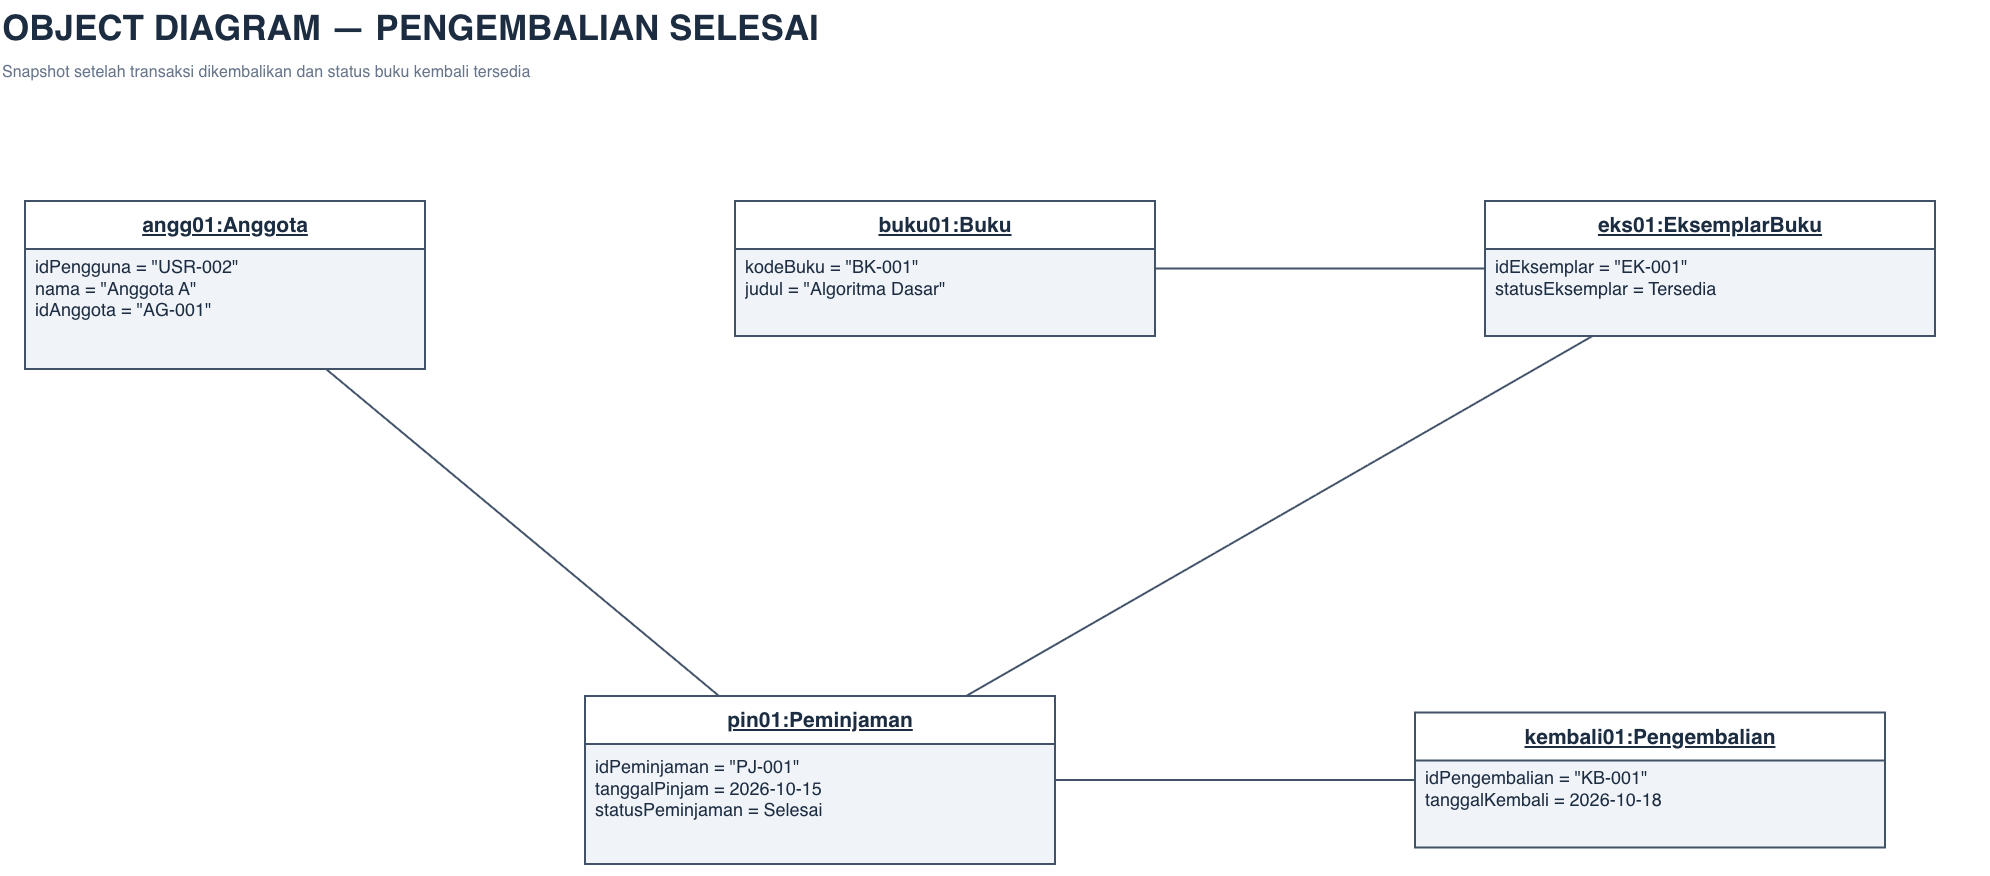 OBJECT DIAGRAM — PENGEMBALIAN SELESAI
Snapshot setelah transaksi dikembalikan dan status buku kembali tersedia
angg01:Anggota
idPengguna = "USR-002"
nama = "Anggota A"
idAnggota = "AG-001"
buku01:Buku
kodeBuku = "BK-001"
judul = "Algoritma Dasar"
eks01:EksemplarBuku
idEksemplar = "EK-001"
statusEksemplar = Tersedia
pin01:Peminjaman
idPeminjaman = "PJ-001"
tanggalPinjam = 2026-10-15
statusPeminjaman = Selesai
kembali01:Pengembalian
idPengembalian = "KB-001"
tanggalKembali = 2026-10-18